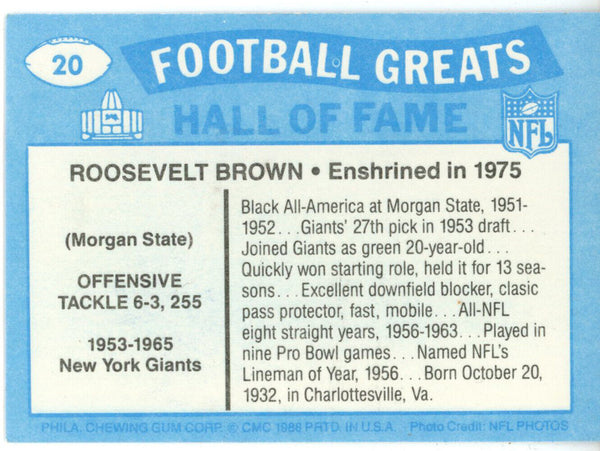 20
FOOTBALL GREATS
HALL OF FAME
NFL
ROOSEVELT BROWN • Enshrined in 1975
(Morgan State)
OFFENSIVE
TACKLE 6-3, 255
1953-1965
New York Giants
Black All-America at Morgan State, 1951-
1952. . .Giants' 27th pick in 1953 draft. . .
Joined Giants as green 20-year-old. . .
Quickly won starting role, held it for 13 sea-
sons. . .Excellent downfield blocker, clasic
pass protector, fast, mobile. . .All-NFL
eight straight years, 1956-1963. . .Played in
nine Pro Bowl games. . .Named NFL's
Lineman of Year, 1956. . .Born October 20,
1932, in Charlottesville, Va.
PHILA. CHEWING GUM CORP. © CMC 1988 PRTD. IN U.S.A. Photo Credit: NFL PHOTOS